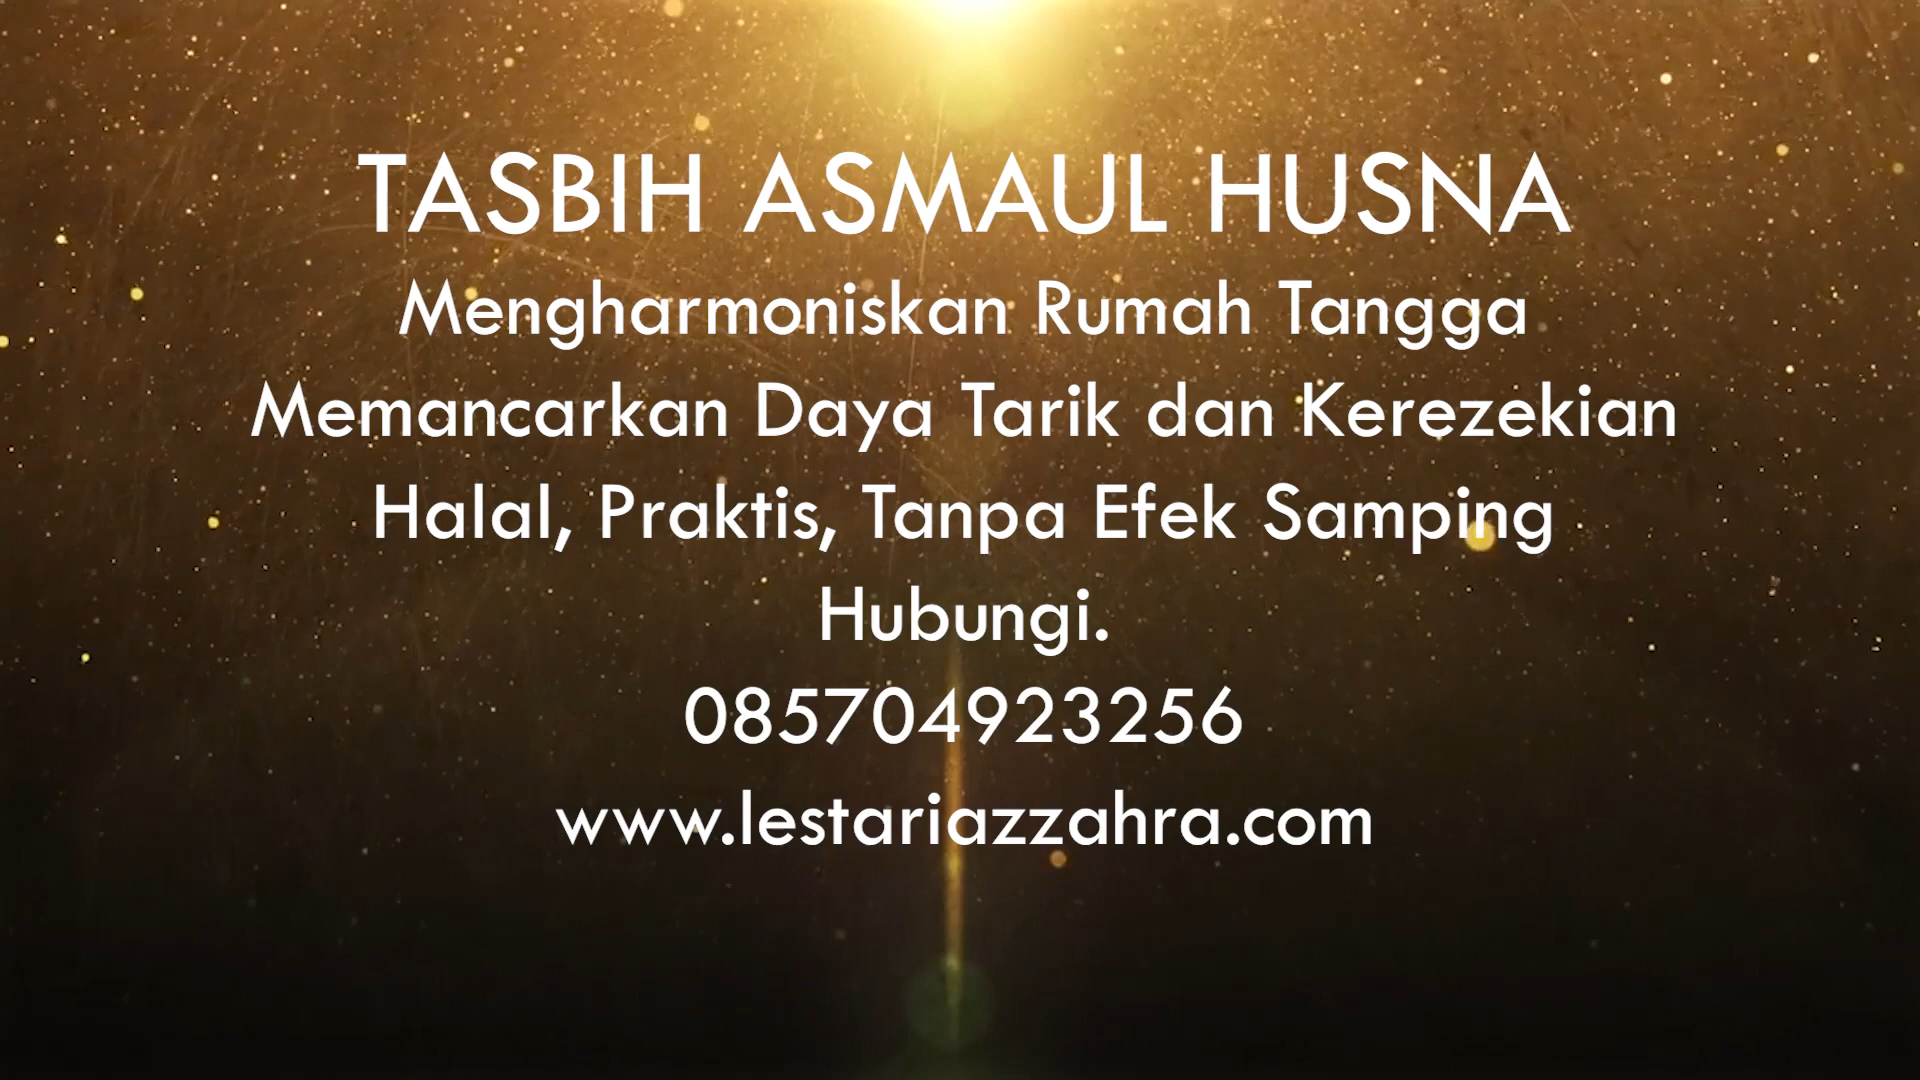 TASBIH ASMAUL HUSNA
Mengharmoniskan Rumah Tangga
Memancarkan Daya Tarik dan Kerezekian
Halal, Praktis, Tanpa Efek Samping
Hubungi.
085704923256
www.lestariazzahra.com